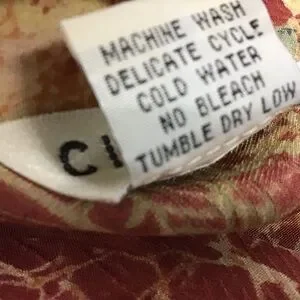 MACHINE WASH
DELICATE CYCLE
COLD WATER
NO BLEACH
TUMBLE DRY LOW